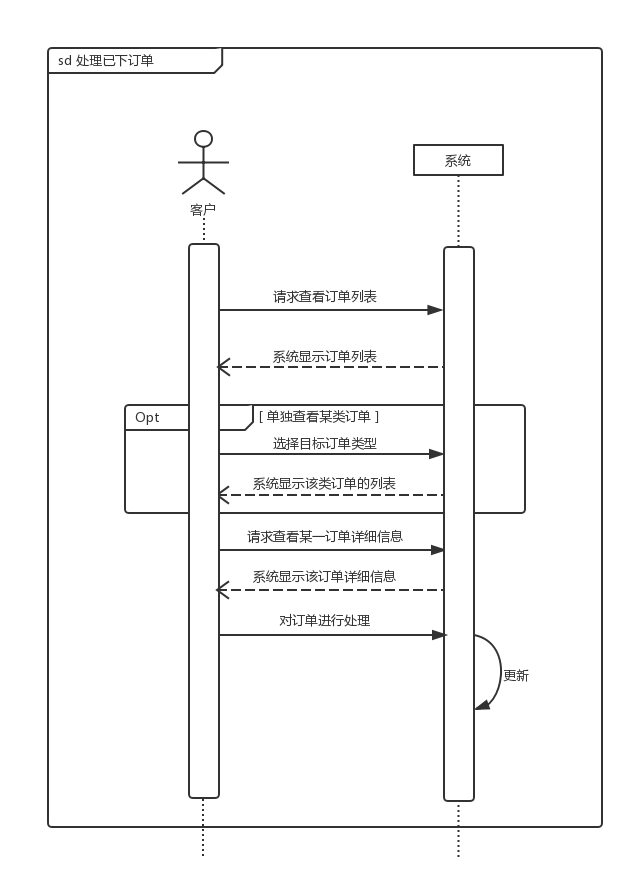 sd 处理已下订单
系统
客户
请求查看订单列表
系统显示订单列表
Opt
[ 单独查看某类订单 ]
选择目标订单类型
系统显示该类订单的列表
请求查看某一订单详细信息
系统显示该订单详细信息
对订单进行处理
更新